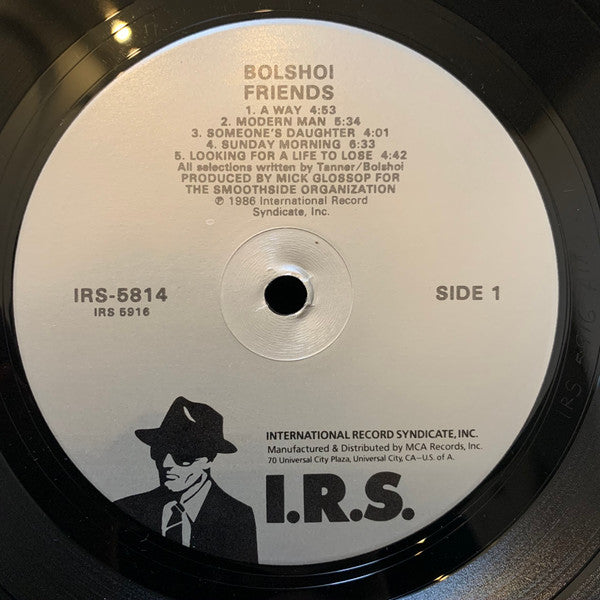 BOLSHOI
FRIENDS
1. A WAY 4:53
2. MODERN MAN 5:34
3. SOMEONE'S DAUGHTER 4:01
4. SUNDAY MORNING 6:33
5. LOOKING FOR A LIFE TO LOSE 4:42
All selections written by Tanner/Bolshoi
PRODUCED BY MICK GLOSSOP FOR
THE SMOOTHSIDE ORGANIZATION
℗ 1986 International Record
Syndicate, Inc.
IRS-5814
IRS 5916
SIDE 1
INTERNATIONAL RECORD SYNDICATE, INC.
Manufactured & Distributed by MCA Records, Inc.
70 Universal City Plaza, Universal City, CA–U.S. of A.
I.R.S.